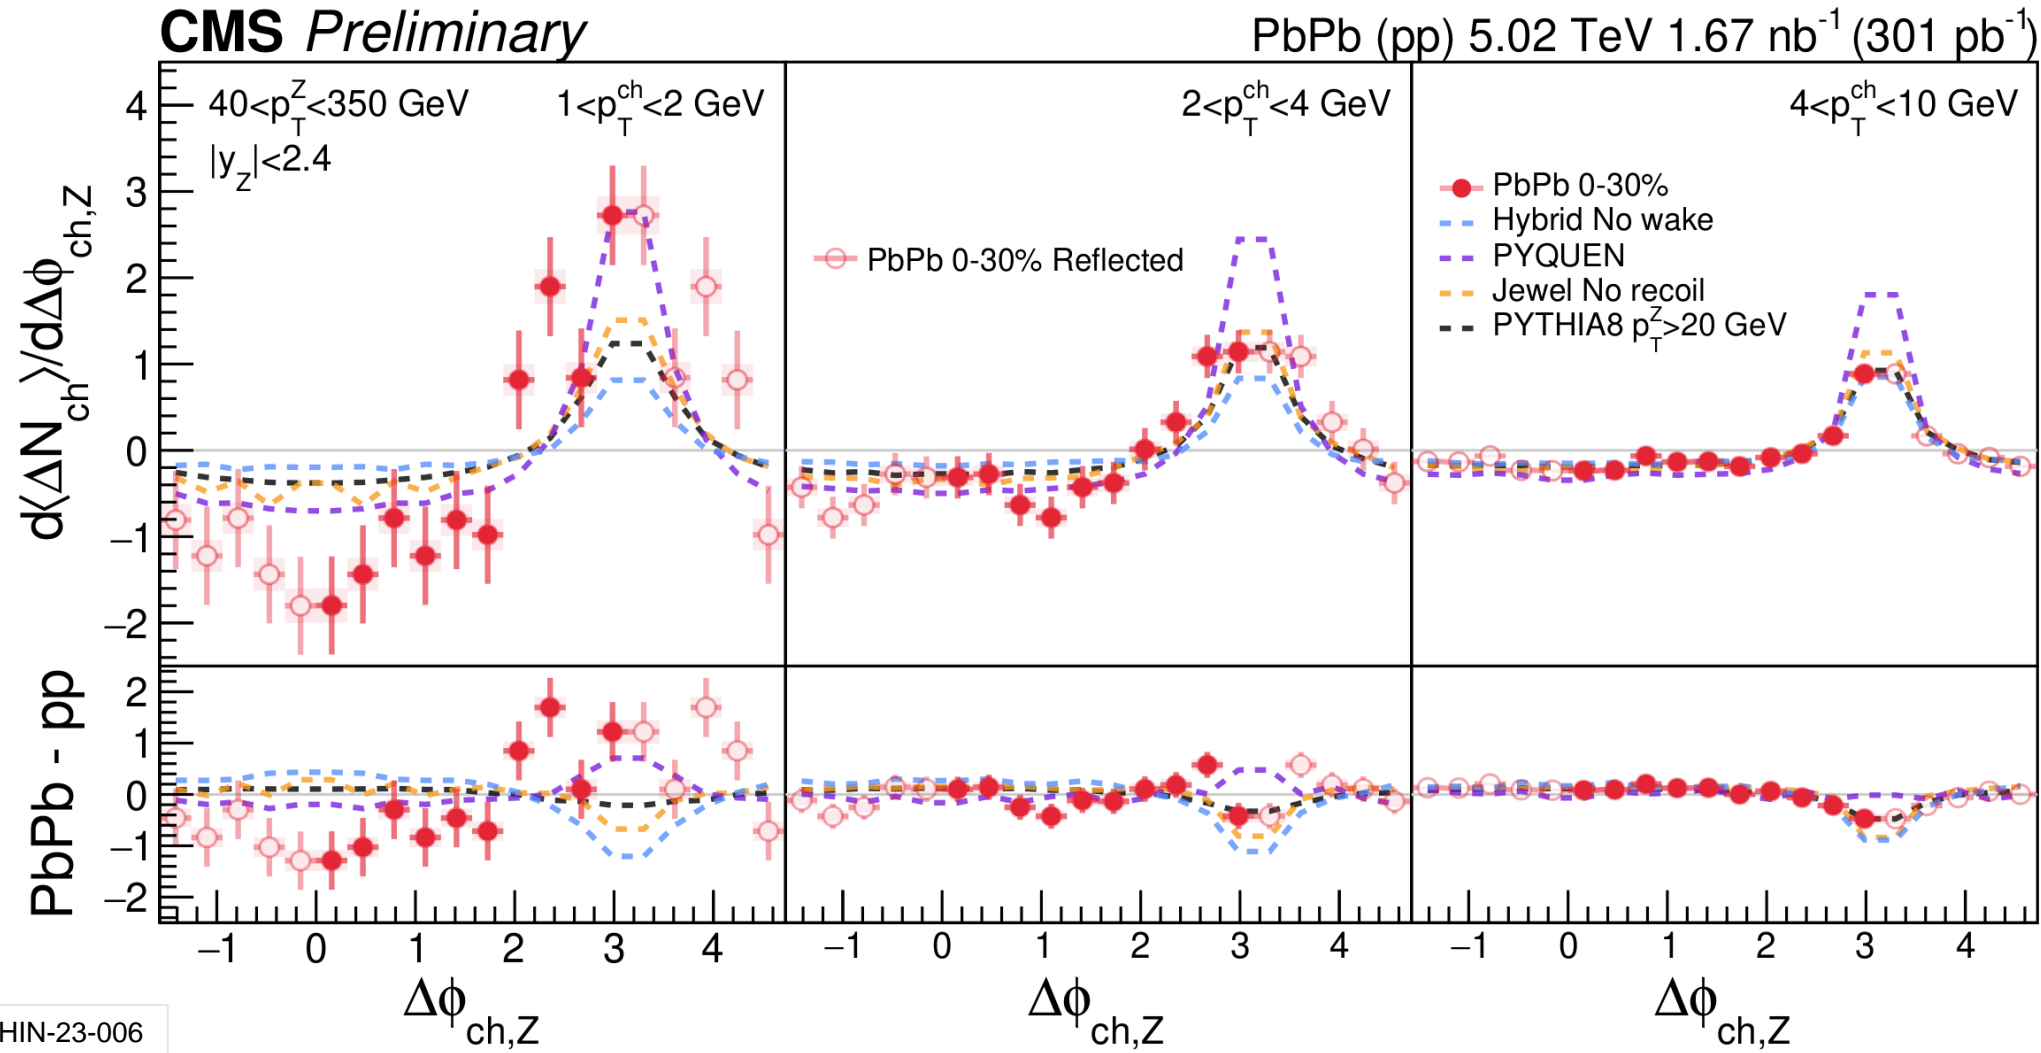 CMS Preliminary
PbPb (pp) 5.02 TeV 1.67 nb⁻¹ (301 pb⁻¹)
40<p_T^Z<350 GeV
1<p_T^ch<2 GeV
|y_Z|<2.4
2<p_T^ch<4 GeV
4<p_T^ch<10 GeV
PbPb 0-30% Reflected
PbPb 0-30%
Hybrid No wake
PYQUEN
Jewel No recoil
PYTHIA8 p_T^Z>20 GeV
d⟨ΔN_ch⟩/dΔϕ_ch,Z
4
3
2
1
0
−1
−2
PbPb - pp
2
1
0
−1
−2
−1 0 1 2 3 4
−1 0 1 2 3 4
−1 0 1 2 3 4
Δϕ_ch,Z
Δϕ_ch,Z
Δϕ_ch,Z
HIN-23-006